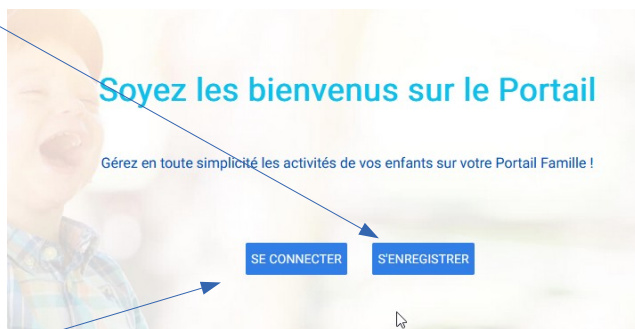 Soyez les bienvenus sur le Portail
Gérez en toute simplicité les activités de vos enfants sur votre Portail Famille !
SE CONNECTER S'ENREGISTRER